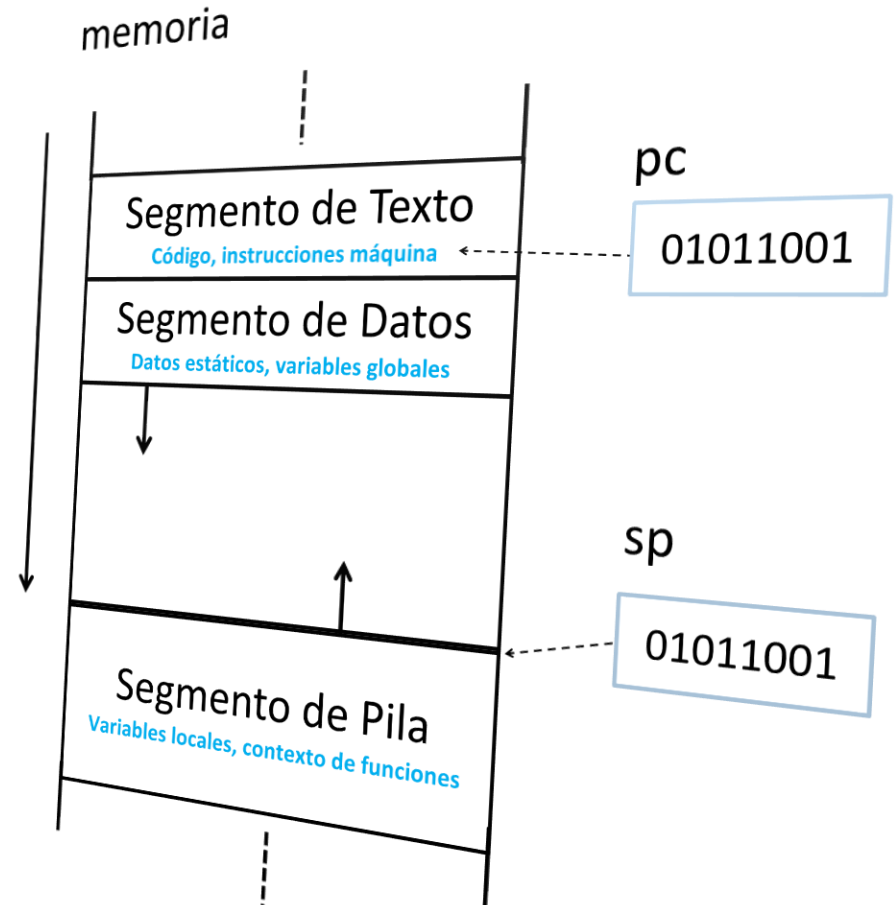 memoria
pc
Segmento de Texto
01011001
Código, instrucciones máquina
Segmento de Datos
Datos estáticos, variables globales
sp
01011001
Segmento de Pila
Variables locales, contexto de funciones